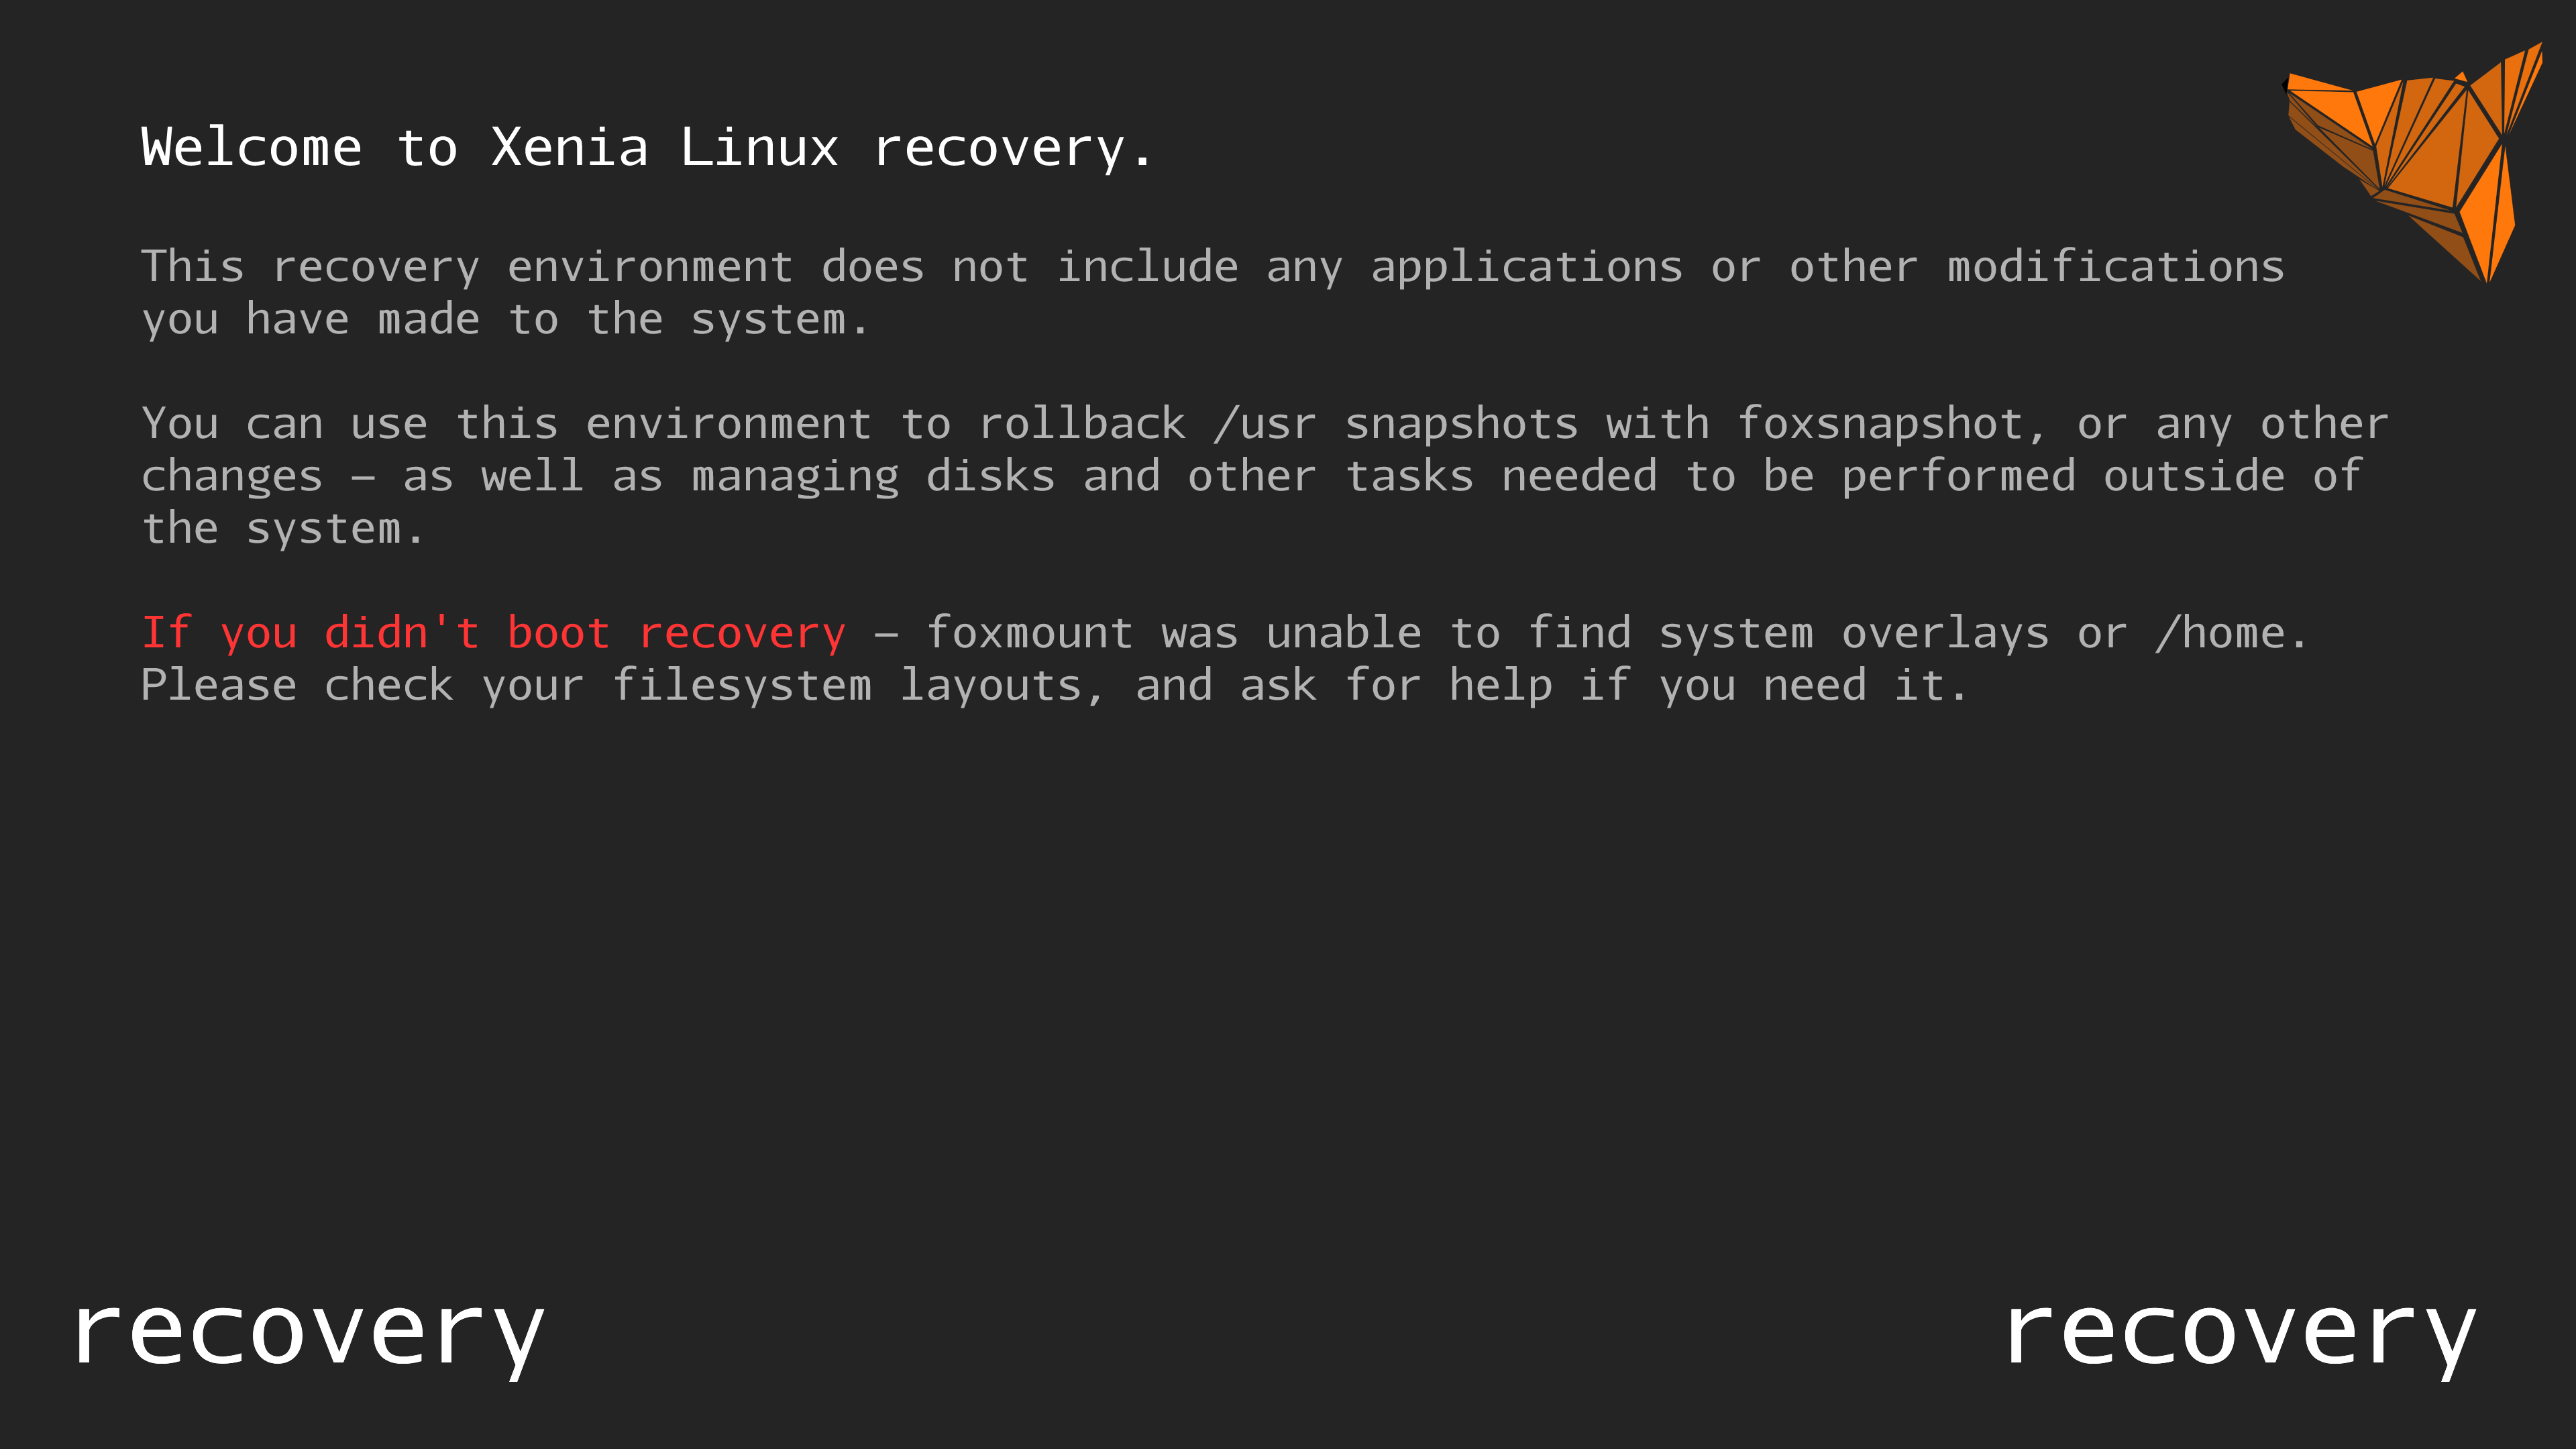 Welcome to Xenia Linux recovery.
This recovery environment does not include any applications or other modifications
you have made to the system.
You can use this environment to rollback /usr snapshots with foxsnapshot, or any other
changes — as well as managing disks and other tasks needed to be performed outside of
the system.
If you didn't boot recovery — foxmount was unable to find system overlays or /home.
Please check your filesystem layouts, and ask for help if you need it.
recovery
recovery